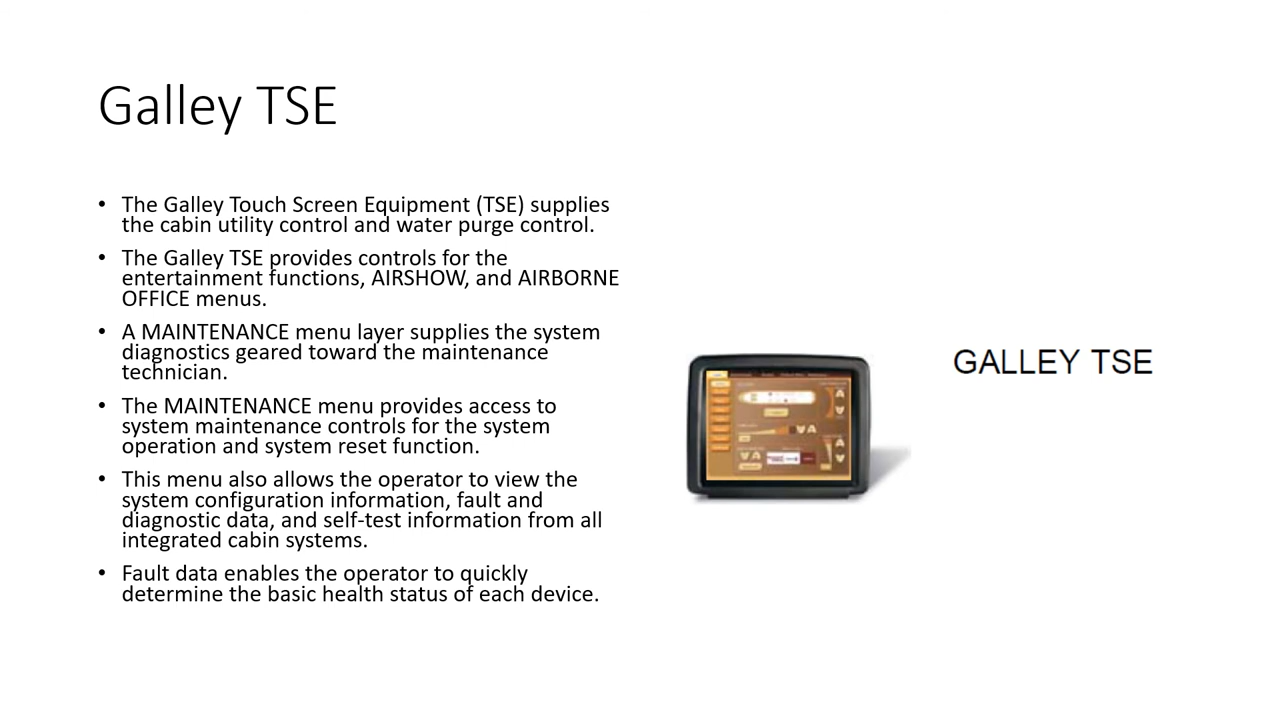 Galley TSE
• The Galley Touch Screen Equipment (TSE) supplies
the cabin utility control and water purge control.
• The Galley TSE provides controls for the
entertainment functions, AIRSHOW, and AIRBORNE
OFFICE menus.
• A MAINTENANCE menu layer supplies the system
diagnostics geared toward the maintenance
technician.
• The MAINTENANCE menu provides access to
system maintenance controls for the system
operation and system reset function.
• This menu also allows the operator to view the
system configuration information, fault and
diagnostic data, and self-test information from all
integrated cabin systems.
• Fault data enables the operator to quickly
determine the basic health status of each device.
GALLEY TSE